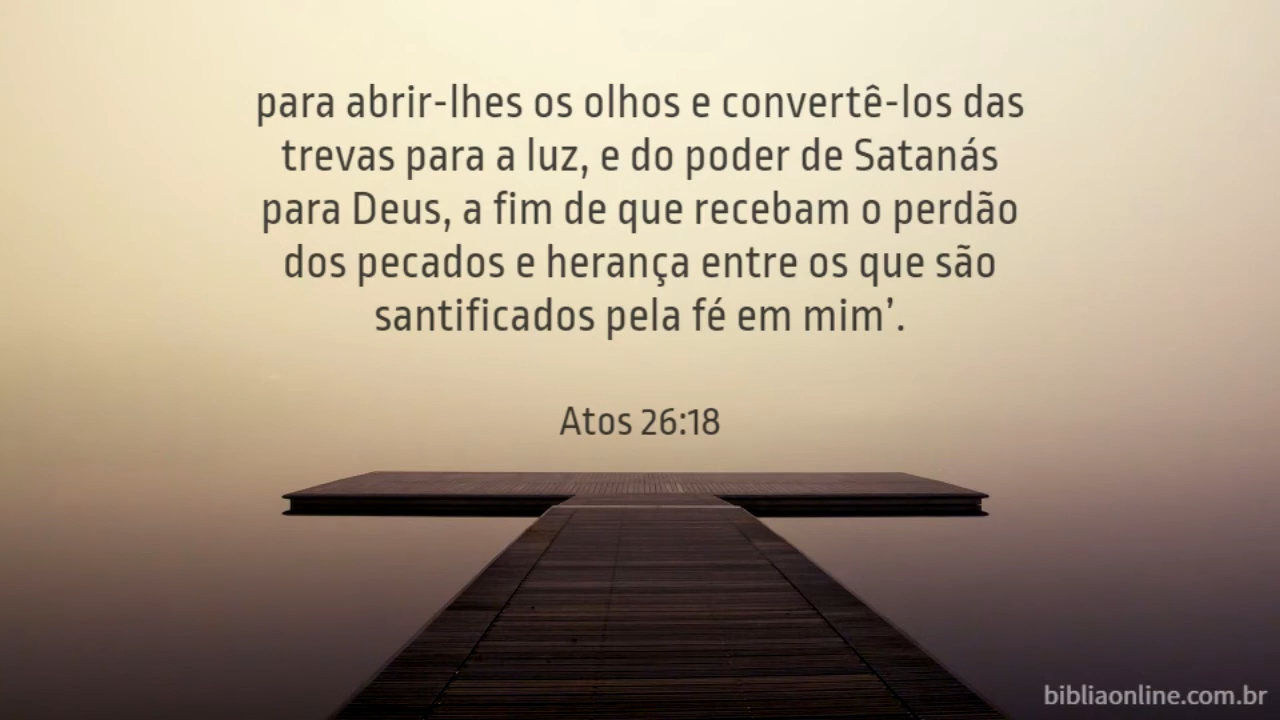 para abrir-lhes os olhos e convertê-los das
trevas para a luz, e do poder de Satanás
para Deus, a fim de que recebam o perdão
dos pecados e herança entre os que são
santificados pela fé em mim’.
Atos 26:18
bibliaonline.com.br